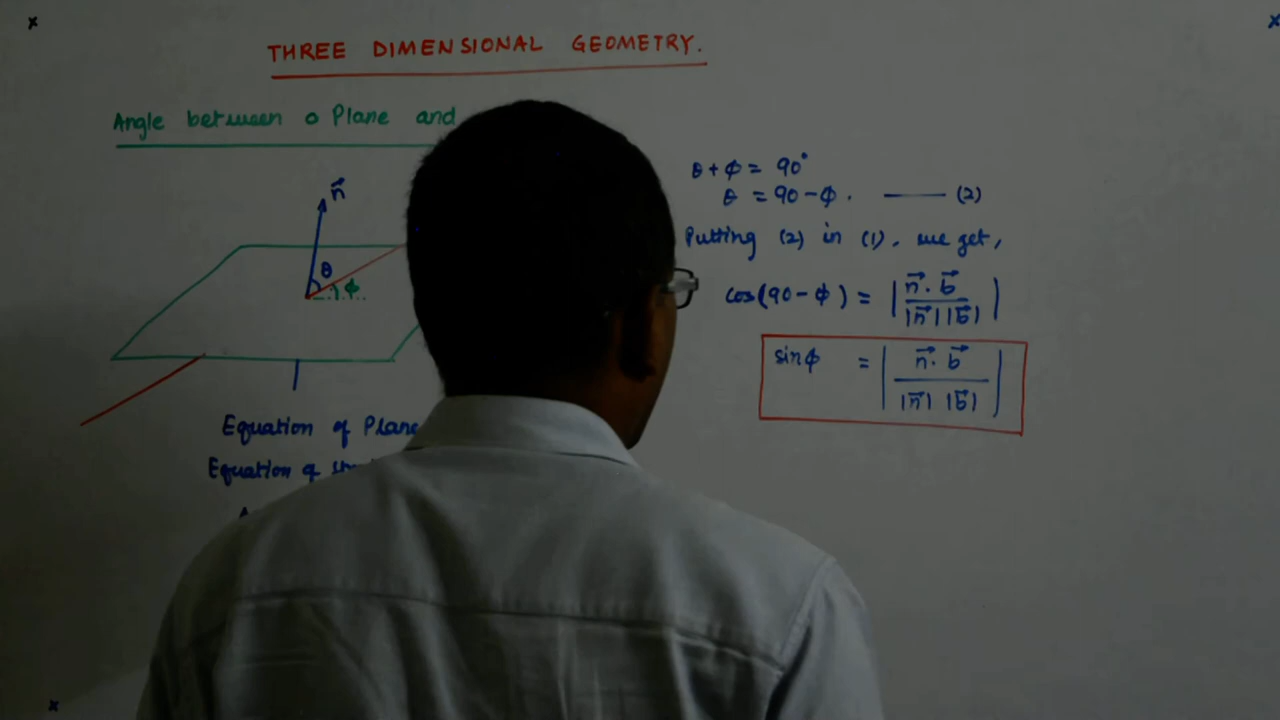 THREE DIMENSIONAL GEOMETRY.
Angle between a Plane and
n⃗
θ
φ
Equation of Plane
Equation of
θ + φ = 90°
θ = 90 - φ. —— (2)
Putting (2) in (1), we get,
cos(90 - φ) = | n⃗ . b⃗ / |n⃗| |b⃗| |
sinφ = | n⃗ . b⃗ / |n⃗| |b⃗| |